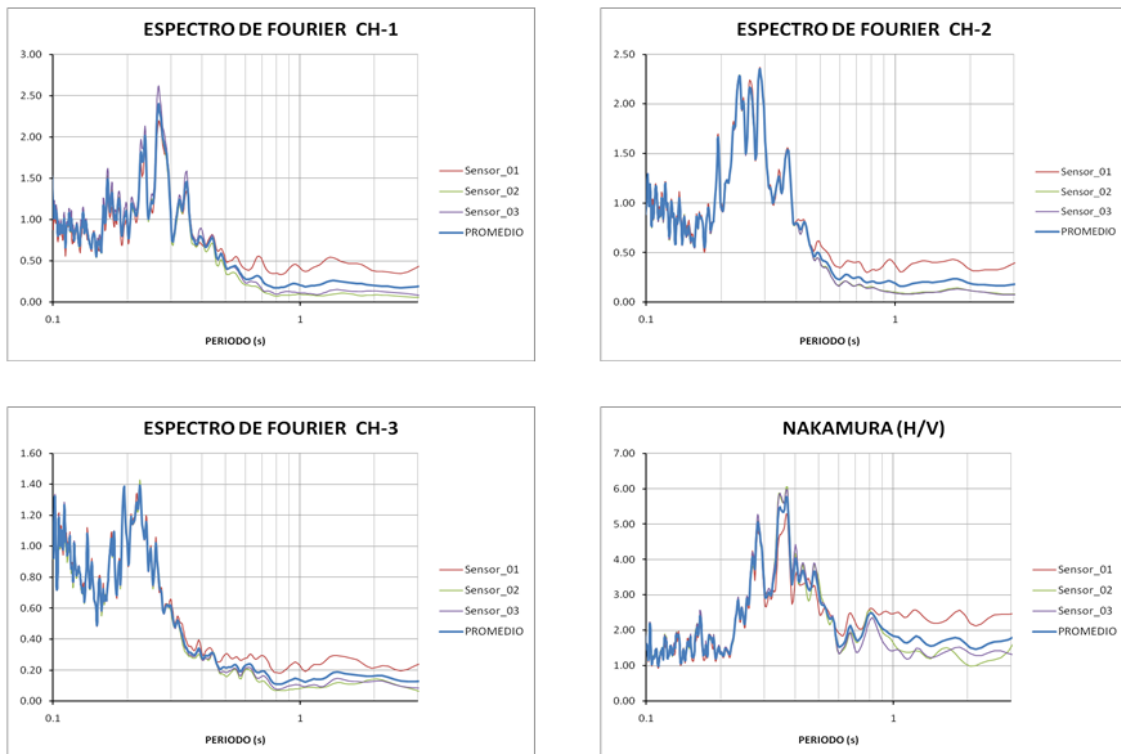 ESPECTRO DE FOURIER CH-1
3.00
2.50
2.00
1.50
1.00
0.50
0.00
0.1
1
PERIODO (s)
Sensor_01
Sensor_02
Sensor_03
PROMEDIO
ESPECTRO DE FOURIER CH-2
2.50
2.00
1.50
1.00
0.50
0.00
0.1
1
PERIODO (s)
Sensor_01
Sensor_02
Sensor_03
PROMEDIO
ESPECTRO DE FOURIER CH-3
1.60
1.40
1.20
1.00
0.80
0.60
0.40
0.20
0.00
0.1
1
PERIODO (s)
Sensor_01
Sensor_02
Sensor_03
PROMEDIO
NAKAMURA (H/V)
7.00
6.00
5.00
4.00
3.00
2.00
1.00
0.00
0.1
1
PERIODO (s)
Sensor_01
Sensor_02
Sensor_03
PROMEDIO